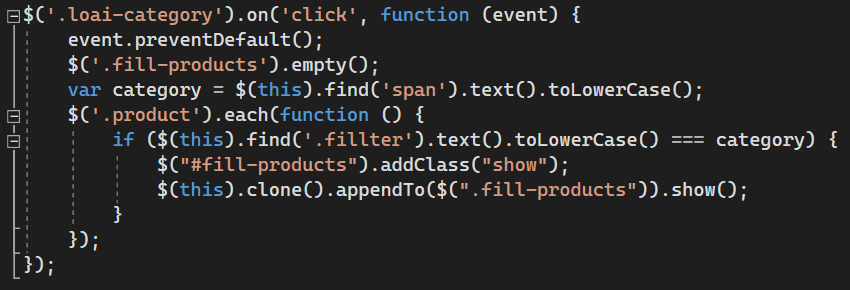 $('.loai-category').on('click', function (event) {
    event.preventDefault();
    $('.fill-products').empty();
    var category = $(this).find('span').text().toLowerCase();
    $('.product').each(function () {
        if ($(this).find('.fillter').text().toLowerCase() === category) {
            $("#fill-products").addClass("show");
            $(this).clone().appendTo($(".fill-products")).show();
        }
    });
});